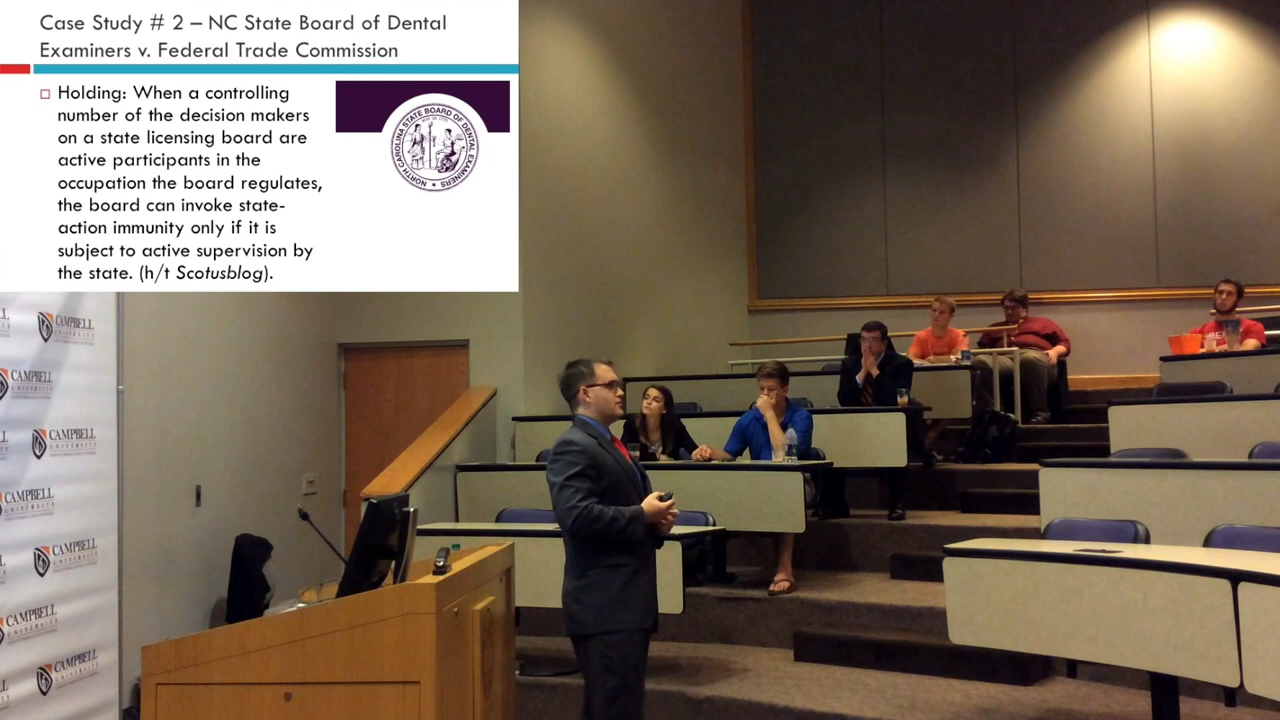 Case Study # 2 – NC State Board of Dental
Examiners v. Federal Trade Commission
Holding: When a controlling
number of the decision makers
on a state licensing board are
active participants in the
occupation the board regulates,
the board can invoke state-
action immunity only if it is
subject to active supervision by
the state. (h/t Scotusblog).
NORTH CAROLINA STATE BOARD OF DENTAL EXAMINERS
CAMPBELL
UNIVERSITY
CAMPBELL
UNIVERSITY
CAMPBELL
UNIVERSITY
CAMPBELL
UNIVERSITY
CAMPBELL
UNIVERSITY
CAMPBELL
UNIVERSITY
CAMPBELL
UNIVERSITY